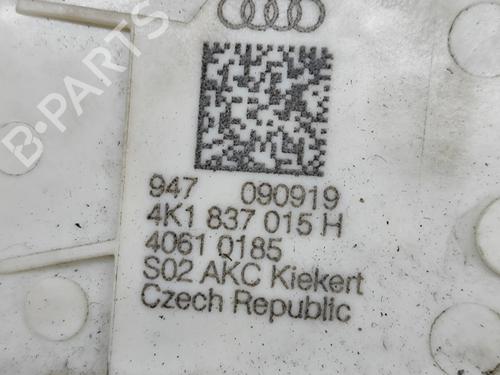 B-PARTS
947 090919
4K1 837 015 H
4061 0185
S02 AKC Kiekert
Czech Republic